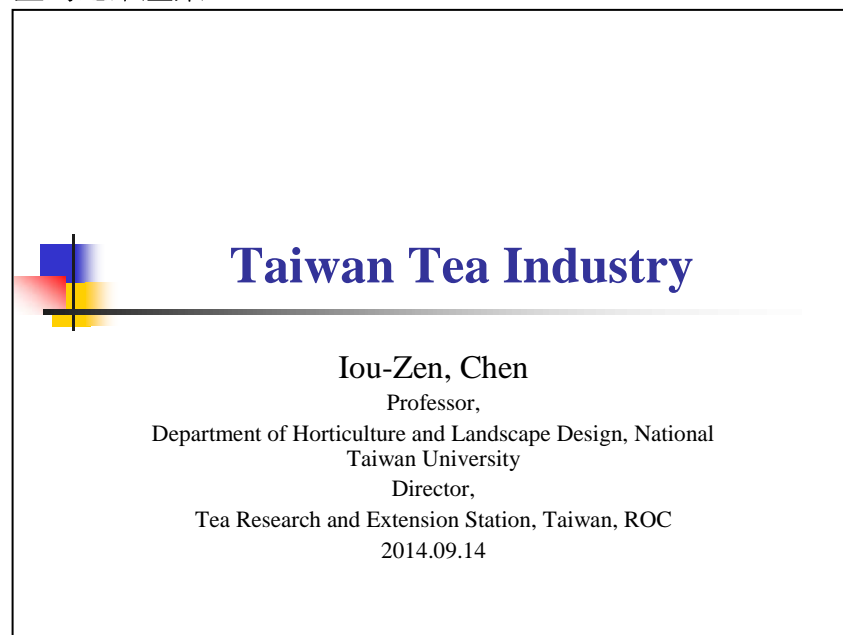 Taiwan Tea Industry
Iou-Zen, Chen
Professor,
Department of Horticulture and Landscape Design, National
Taiwan University
Director,
Tea Research and Extension Station, Taiwan, ROC
2014.09.14